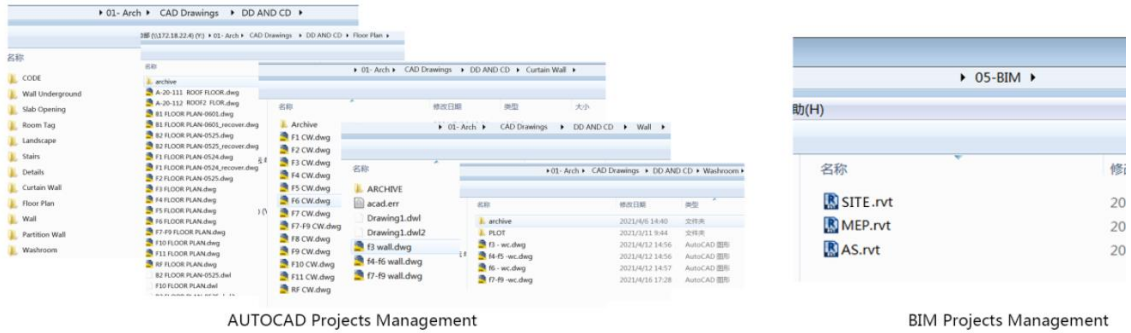 ▸ 01- Arch ▸ CAD Drawings ▸ DD AND CD ▸
名称
CODE
Wall Underground
Slab Opening
Room Tag
Landscape
Stairs
Details
Curtain Wall
Floor Plan
Wall
Partition Wall
Washroom
(\\172.18.22.4) (Y:) ▸ 01- Arch ▸ CAD Drawings ▸ DD AND CD ▸ Floor Plan ▸
名称
archive
A-20-111 ROOF FLOOR.dwg
A-20-112 ROOF2 FLOR.dwg
B1 FLOOR PLAN-0601.dwg
B1 FLOOR PLAN-0601_recover.dwg
B2 FLOOR PLAN-0525.dwg
B2 FLOOR PLAN-0525_recover.dwg
F1 FLOOR PLAN-0524.dwg
F1 FLOOR PLAN-0524_recover.dwg
F2 FLOOR PLAN-0525.dwg
F3 FLOOR PLAN.dwg
F4 FLOOR PLAN.dwg
F5 FLOOR PLAN.dwg
F6 FLOOR PLAN.dwg
F7-F9 FLOOR PLAN.dwg
F10 FLOOR PLAN.dwg
F11 FLOOR PLAN.dwg
RF FLOOR PLAN.dwg
B2 FLOOR PLAN-0525.dwl
F10 FLOOR PLAN.dwl
▸ 01- Arch ▸ CAD Drawings ▸ DD AND CD ▸ Curtain Wall ▸
名称 修改日期 类型 大小
Archive
F1 CW.dwg
F2 CW.dwg
F3 CW.dwg
F4 CW.dwg
F5 CW.dwg
F6 CW.dwg
F7 CW.dwg
F7-F9 CW.dwg
F8 CW.dwg
F9 CW.dwg
F10 CW.dwg
F11 CW.dwg
RF CW.dwg
▸ 01- Arch ▸ CAD Drawings ▸ DD AND CD ▸ Wall ▸
名称
ARCHIVE
acad.err
Drawing1.dwl
Drawing1.dwl2
f3 wall.dwg
f4-f6 wall.dwg
f7-f9 wall.dwg
▸ 01- Arch ▸ CAD Drawings ▸ DD AND CD ▸ Washroom ▸
名称 修改日期 类型
archive 2021/4/6 14:40 文件夹
PLOT 2021/3/11 9:44 文件夹
f3 - wc.dwg 2021/4/12 14:56 AutoCAD 图形
f4-f5 -wc.dwg 2021/4/12 14:56 AutoCAD 图形
f6 - wc.dwg 2021/4/12 14:57 AutoCAD 图形
f7-f9 -wc.dwg 2021/4/16 17:28 AutoCAD 图形
AUTOCAD Projects Management
▸ 05-BIM ▸
助(H)
名称 修
SITE.rvt 20
MEP.rvt 20
AS.rvt 20
BIM Projects Management